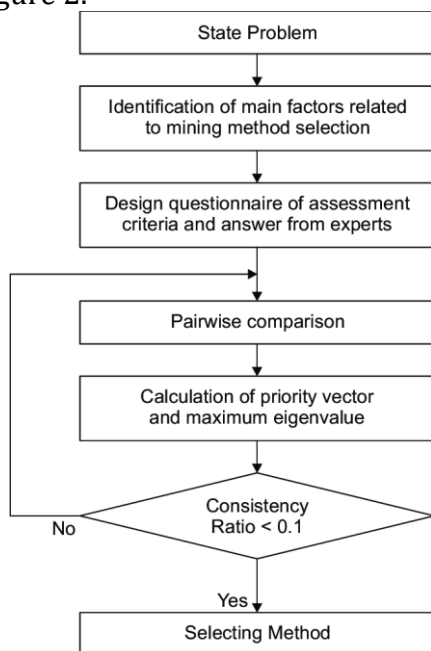 gure 2.
State Problem
Identification of main factors related
to mining method selection
Design questionnaire of assessment
criteria and answer from experts
Pairwise comparison
Calculation of priority vector
and maximum eigenvalue
Consistency
Ratio < 0.1
No
Yes
Selecting Method